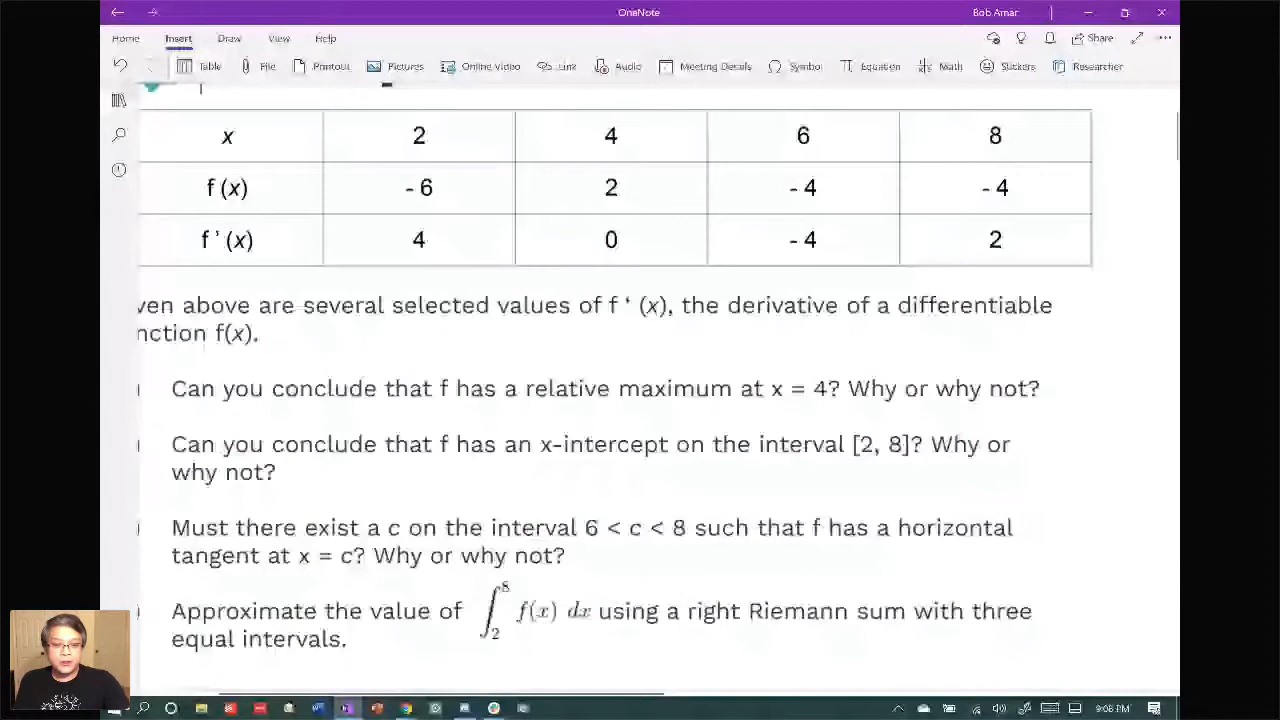 OneNote
Bob Amar
Home Insert Draw View Help
Share
Table File Printout Pictures Online Video Link Audio Meeting Details Symbol Equation Math Stickers Researcher
x 2 4 6 8
f (x) - 6 2 - 4 - 4
f ' (x) 4 0 - 4 2
ven above are several selected values of f ' (x), the derivative of a differentiable
nction f(x).
Can you conclude that f has a relative maximum at x = 4? Why or why not?
Can you conclude that f has an x-intercept on the interval [2, 8]? Why or
why not?
Must there exist a c on the interval 6 < c < 8 such that f has a horizontal
tangent at x = c? Why or why not?
Approximate the value of ∫₂⁸ f(x) dx using a right Riemann sum with three
equal intervals.
9:08 PM